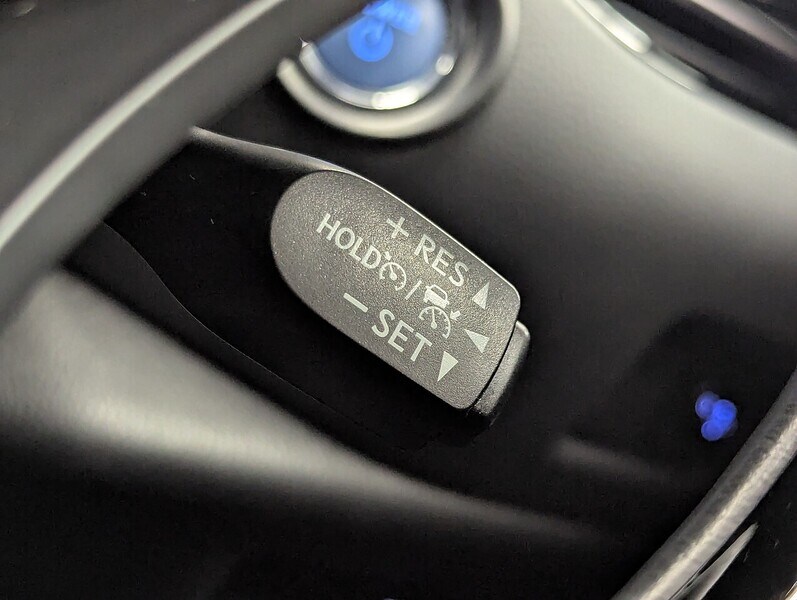 + RES
HOLD /
- SET